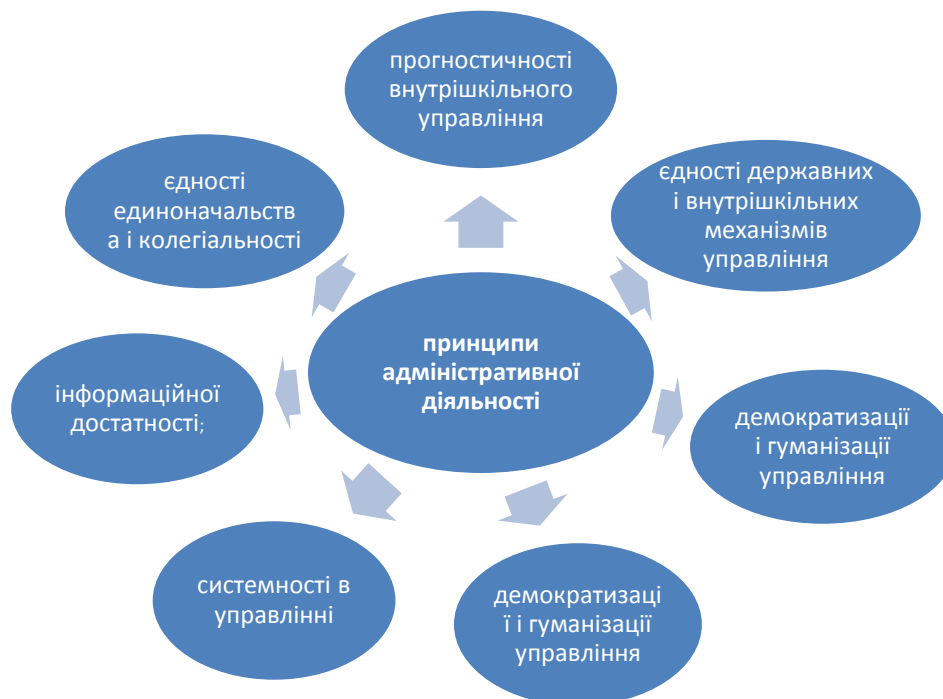 прогностичності
внутрішкільного
управління
єдності
единоначальств
а і колегіальності
єдності державних
і внутрішкільних
механізмів
управління
принципи
адміністративної
діяльності
інформаційної
достатності;
демократизації
і гуманізації
управління
системності в
управлінні
демократизаці
ї і гуманізації
управління